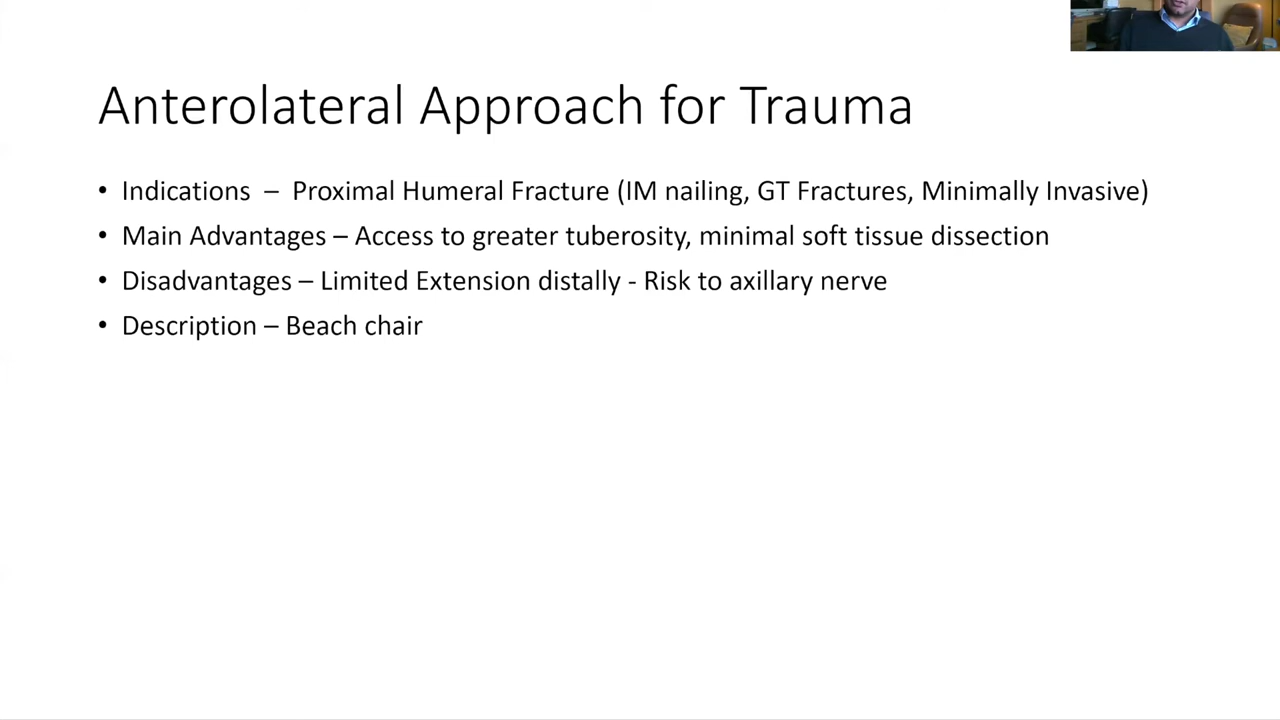 Anterolateral Approach for Trauma
• Indications – Proximal Humeral Fracture (IM nailing, GT Fractures, Minimally Invasive)
• Main Advantages – Access to greater tuberosity, minimal soft tissue dissection
• Disadvantages – Limited Extension distally - Risk to axillary nerve
• Description – Beach chair